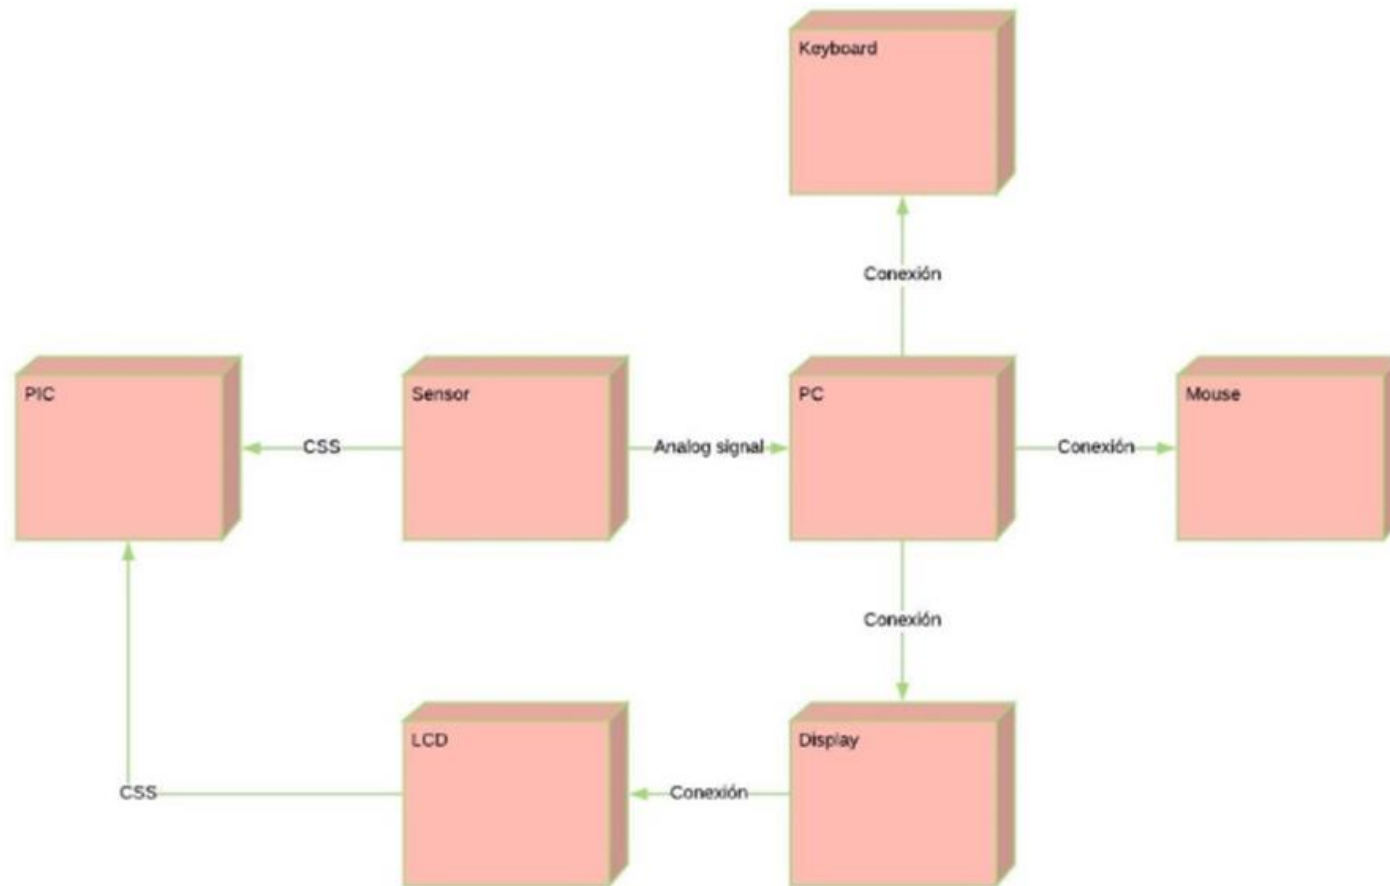 Keyboard
Conexión
PIC
Sensor
PC
Mouse
CSS
Analog signal
Conexión
Conexión
LCD
Display
CSS
Conexión